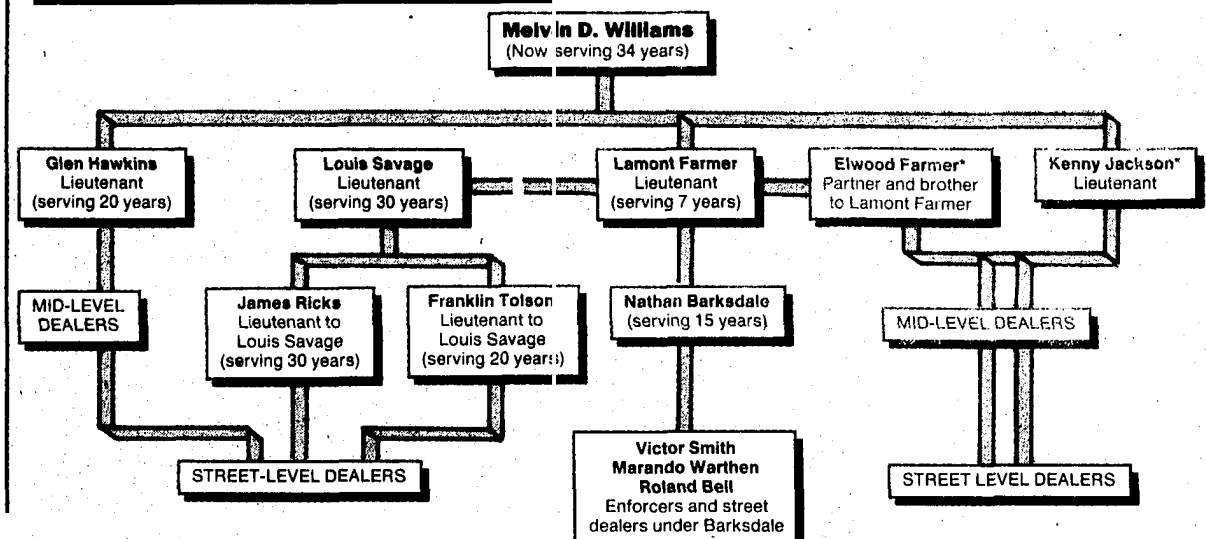 Melvin D. Williams
(Now serving 34 years)
Glen Hawkins
Lieutenant
(serving 20 years)
Louis Savage
Lieutenant
(serving 30 years)
Lamont Farmer
Lieutenant
(serving 7 years)
Elwood Farmer*
Partner and brother
to Lamont Farmer
Kenny Jackson*
Lieutenant
MID-LEVEL
DEALERS
James Ricks
Lieutenant to
Louis Savage
(serving 30 years)
Franklin Tolson
Lieutenant to
Louis Savage
(serving 20 years)
Nathan Barksdale
(serving 15 years)
MID-LEVEL DEALERS
STREET-LEVEL DEALERS
Victor Smith
Marando Warthen
Roland Bell
Enforcers and street
dealers under Barksdale
STREET LEVEL DEALERS